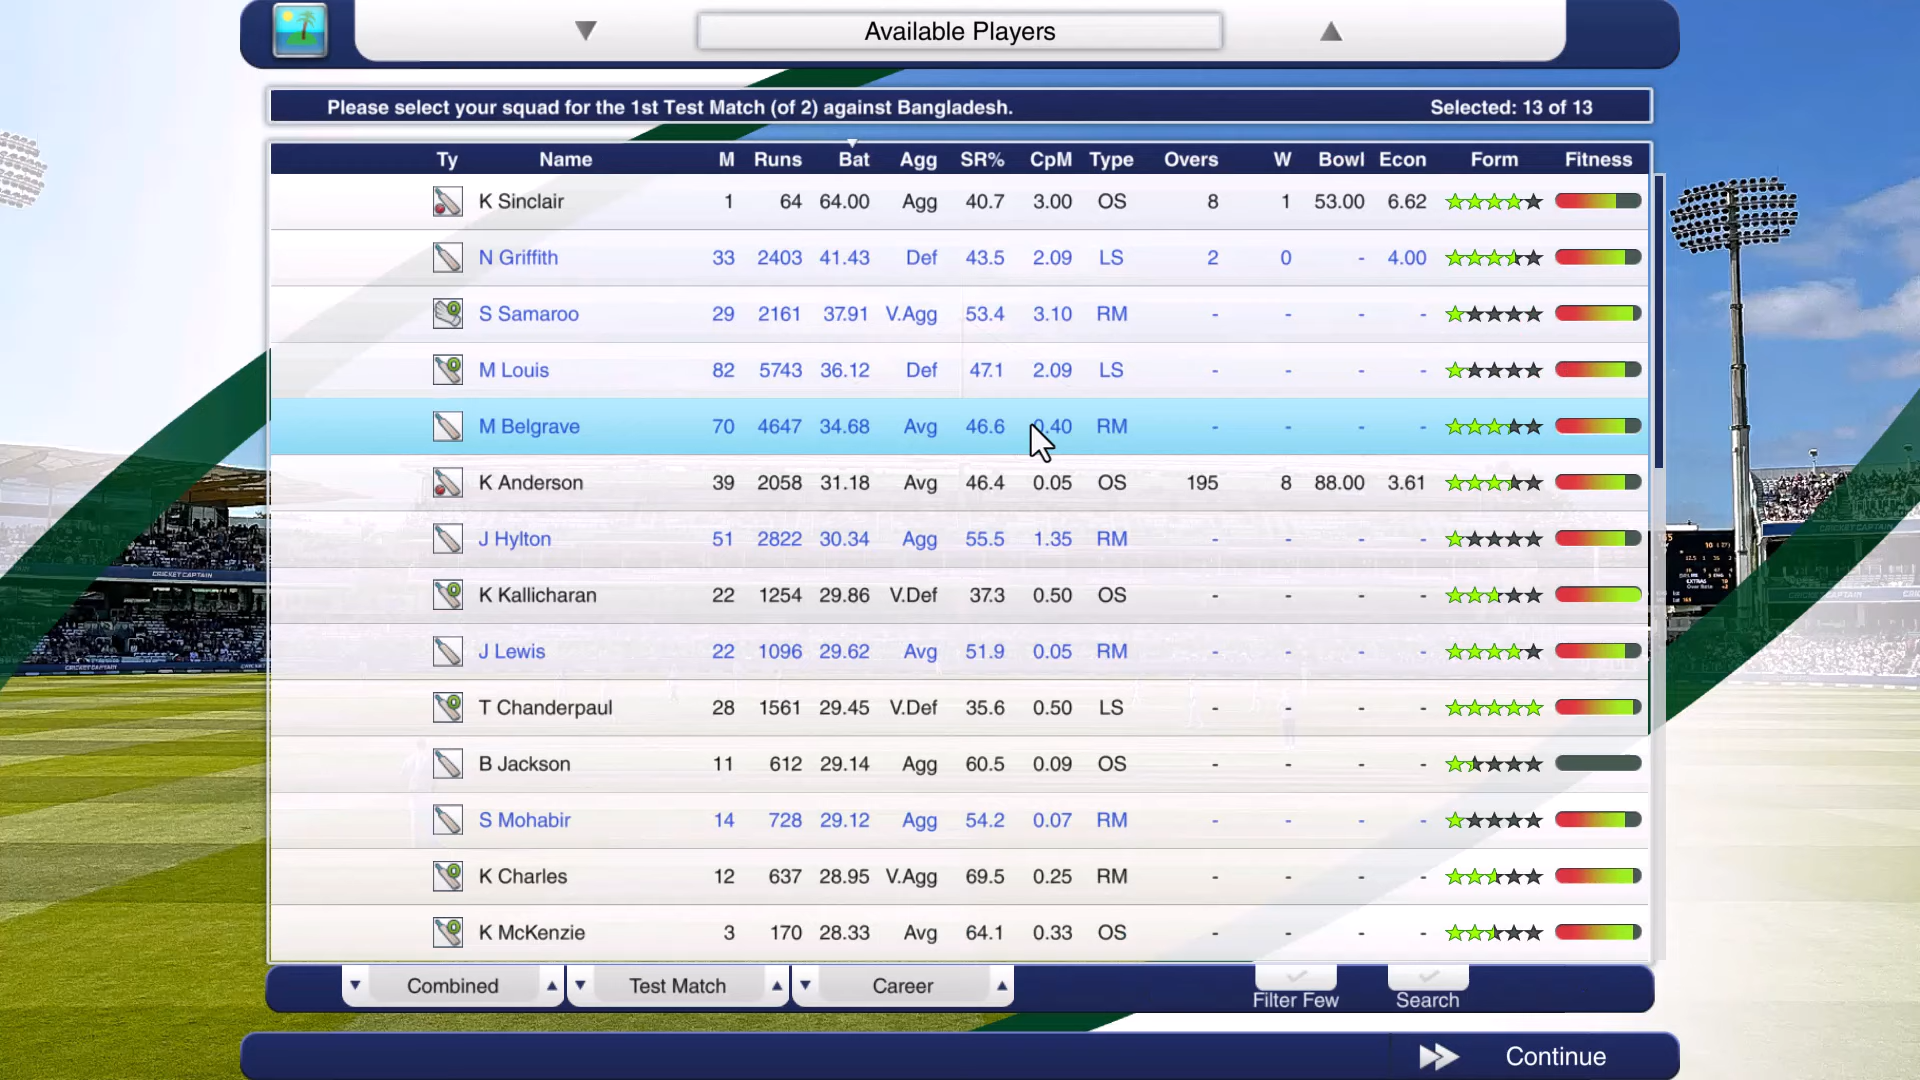 Available Players
Please select your squad for the 1st Test Match (of 2) against Bangladesh. Selected: 13 of 13
Ty Name M Runs Bat Agg SR% CpM Type Overs W Bowl Econ Form Fitness
K Sinclair 1 64 64.00 Agg 40.7 3.00 OS 8 1 53.00 6.62
N Griffith 33 2403 41.43 Def 43.5 2.09 LS 2 0 - 4.00
S Samaroo 29 2161 37.91 V.Agg 53.4 3.10 RM - - - -
M Louis 82 5743 36.12 Def 47.1 2.09 LS - - - -
M Belgrave 70 4647 34.68 Avg 46.6 0.40 RM - - - -
K Anderson 39 2058 31.18 Avg 46.4 0.05 OS 195 8 88.00 3.61
J Hylton 51 2822 30.34 Agg 55.5 1.35 RM - - - -
K Kallicharan 22 1254 29.86 V.Def 37.3 0.50 OS - - - -
J Lewis 22 1096 29.62 Avg 51.9 0.05 RM - - - -
T Chanderpaul 28 1561 29.45 V.Def 35.6 0.50 LS - - - -
B Jackson 11 612 29.14 Agg 60.5 0.09 OS - - - -
S Mohabir 14 728 29.12 Agg 54.2 0.07 RM - - - -
K Charles 12 637 28.95 V.Agg 69.5 0.25 RM - - - -
K McKenzie 3 170 28.33 Avg 64.1 0.33 OS - - - -
Combined Test Match Career Filter Few Search
Continue
CRICKET CAPTAIN
CRICKET CAPTAIN
CRICKET CAPTAIN